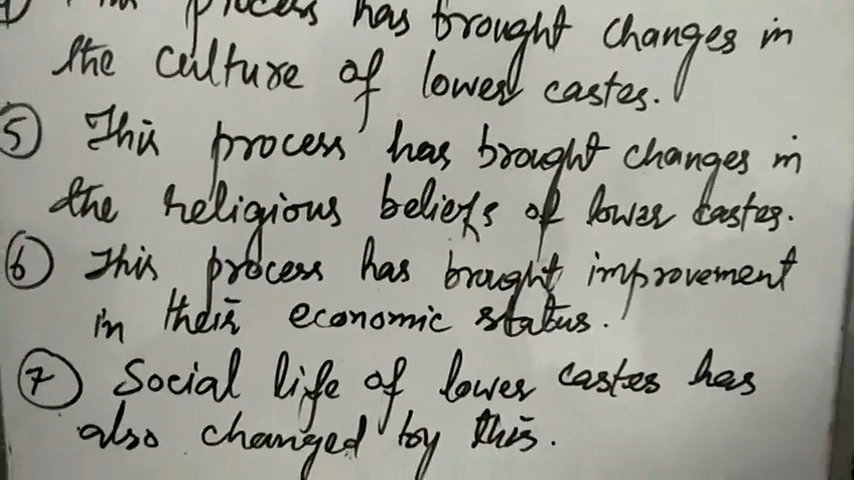 This process has brought changes in
the culture of lower castes.
5 This process has brought changes in
the religious beliefs of lower castes.
6 This process has brought improvement
in their economic status.
7 Social life of lower castes has
also changed by this.